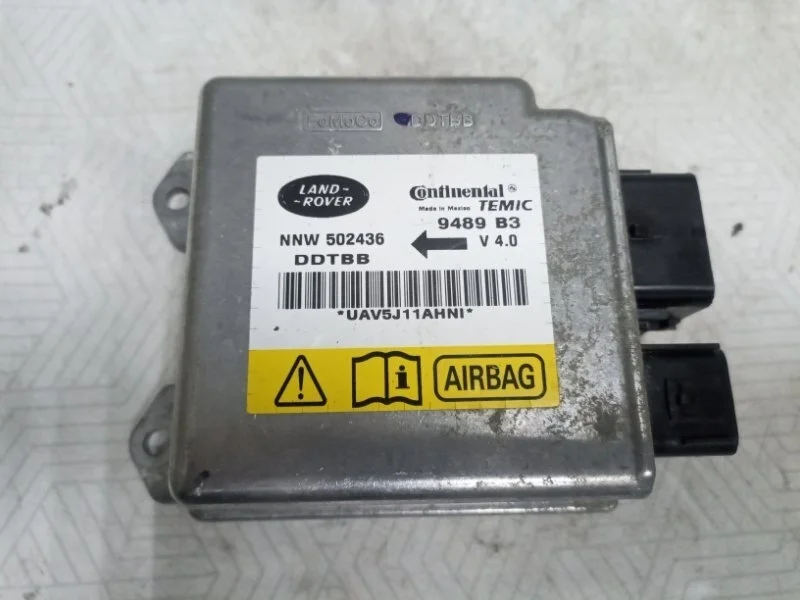 FoMoCo DDTBB
LAND-
-ROVER
Continental ®
Made in Mexico TEMIC
9489 B3
NNW 502436 V 4.0
DDTBB
*UAV5J11AHNI*
i
AIRBAG